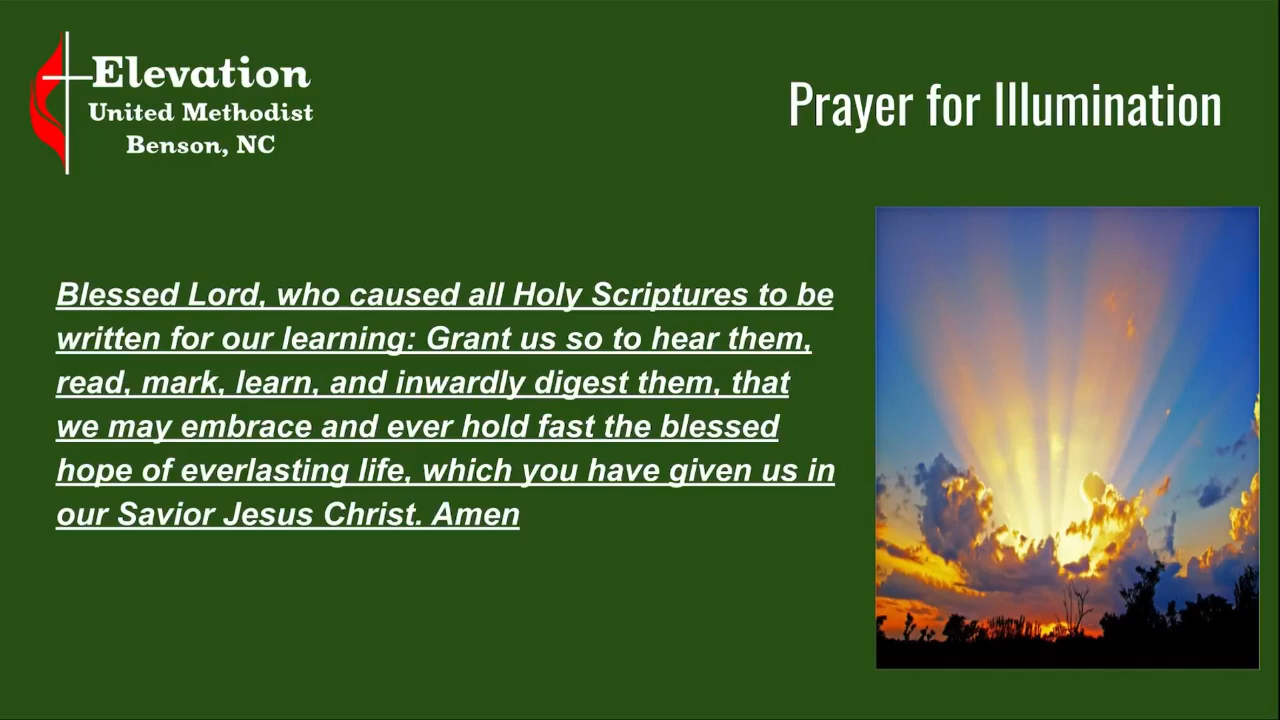 Elevation
United Methodist
Benson, NC
Prayer for Illumination
Blessed Lord, who caused all Holy Scriptures to be
written for our learning: Grant us so to hear them,
read, mark, learn, and inwardly digest them, that
we may embrace and ever hold fast the blessed
hope of everlasting life, which you have given us in
our Savior Jesus Christ. Amen